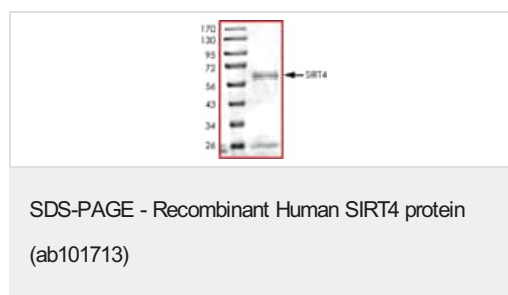 170
130
95
72
56
43
34
26
SIRT4
SDS-PAGE - Recombinant Human SIRT4 protein
(ab101713)